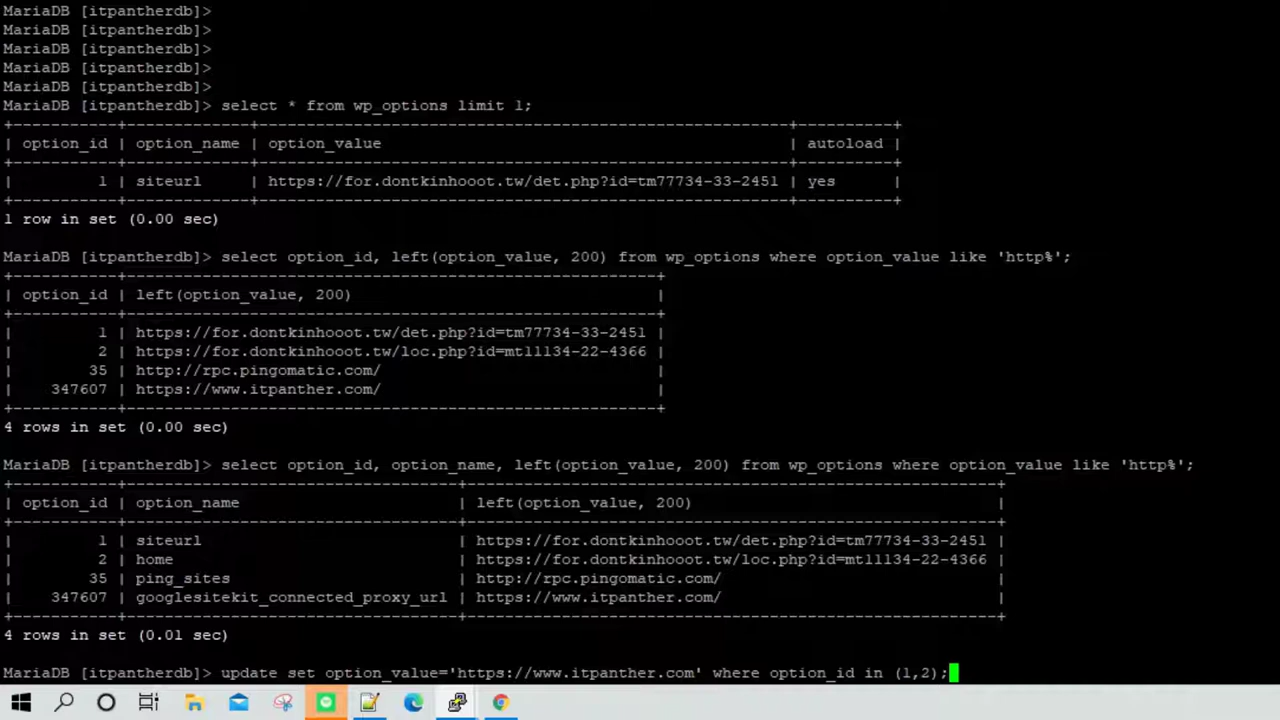 MariaDB [itpantherdb]>
MariaDB [itpantherdb]>
MariaDB [itpantherdb]>
MariaDB [itpantherdb]>
MariaDB [itpantherdb]>
MariaDB [itpantherdb]> select * from wp_options limit 1;
+-----------+-------------+--------------------------------------------------------+----------+
| option_id | option_name | option_value                                           | autoload |
+-----------+-------------+--------------------------------------------------------+----------+
|         1 | siteurl     | https://for.dontkinhooot.tw/det.php?id=tm77734-33-2451 | yes      |
+-----------+-------------+--------------------------------------------------------+----------+
1 row in set (0.00 sec)
MariaDB [itpantherdb]> select option_id, left(option_value, 200) from wp_options where option_value like 'http%';
+-----------+--------------------------------------------------------+
| option_id | left(option_value, 200)                                |
+-----------+--------------------------------------------------------+
|         1 | https://for.dontkinhooot.tw/det.php?id=tm77734-33-2451 |
|         2 | https://for.dontkinhooot.tw/loc.php?id=mt11134-22-4366 |
|        35 | http://rpc.pingomatic.com/                             |
|    347607 | https://www.itpanther.com/                             |
+-----------+--------------------------------------------------------+
4 rows in set (0.00 sec)
MariaDB [itpantherdb]> select option_id, option_name, left(option_value, 200) from wp_options where option_value like 'http%';
+-----------+-----------------------------------+--------------------------------------------------------+
| option_id | option_name                       | left(option_value, 200)                                |
+-----------+-----------------------------------+--------------------------------------------------------+
|         1 | siteurl                           | https://for.dontkinhooot.tw/det.php?id=tm77734-33-2451 |
|         2 | home                              | https://for.dontkinhooot.tw/loc.php?id=mt11134-22-4366 |
|        35 | ping_sites                        | http://rpc.pingomatic.com/                             |
|    347607 | googlesitekit_connected_proxy_url | https://www.itpanther.com/                             |
+-----------+-----------------------------------+--------------------------------------------------------+
4 rows in set (0.01 sec)
MariaDB [itpantherdb]> update set option_value='https://www.itpanther.com' where option_id in (1,2);